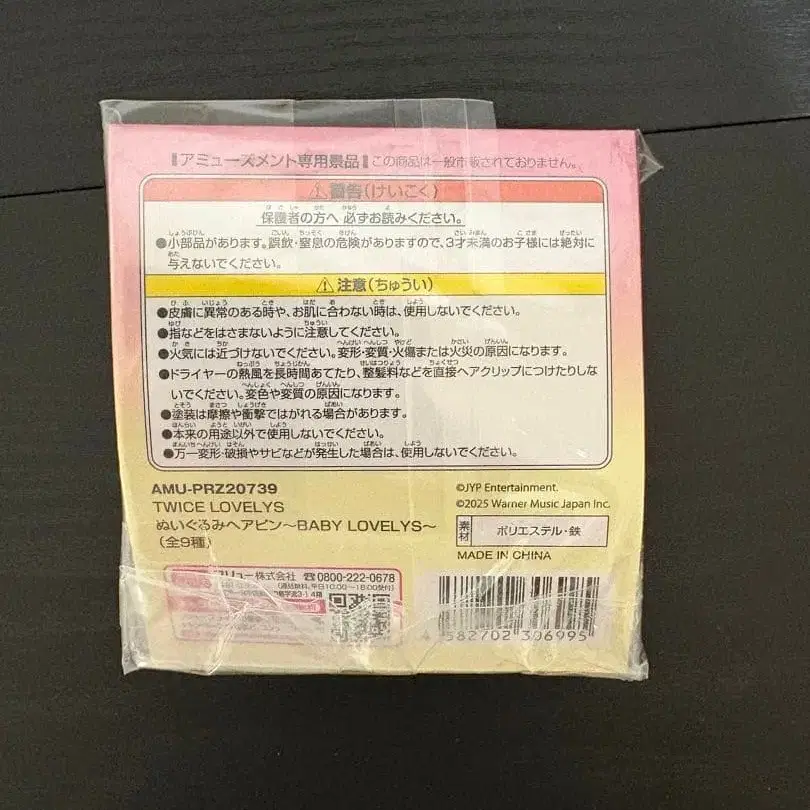 アミューズメント専用景品 この商品は一般市販されておりません。
⚠警告(けいこく)
保護者の方へ 必ずお読みください。
●小部品があります。誤飲・窒息の危険がありますので、3才未満のお子様には絶対に
与えないでください。
⚠注意(ちゅうい)
●皮膚に異常のある時や、お肌に合わない時は、使用しないでください。
●指などをはさまないように注意してください。
●火気には近づけないでください。変形・変質・火傷または火災の原因になります。
●ドライヤーの熱風を長時間あてたり、整髪料などを直接ヘアクリップにつけたりしな
いでください。変色や変質の原因になります。
●塗装は摩擦や衝撃ではがれる場合があります。
●本来の用途以外で使用しないでください。
●万一変形・破損やサビなどが発生した場合は、使用しないでください。
AMU-PRZ20739
TWICE LOVELYS
ぬいぐるみヘアピン〜BABY LOVELYS〜
(全9種)
©JYP Entertainment.
©2025 Warner Music Japan Inc.
素材 ポリエステル・鉄
MADE IN CHINA
リュー株式会社 ☎0800-222-0678
(通話無料、平日10:00〜18:00受付)
4 582702 306995